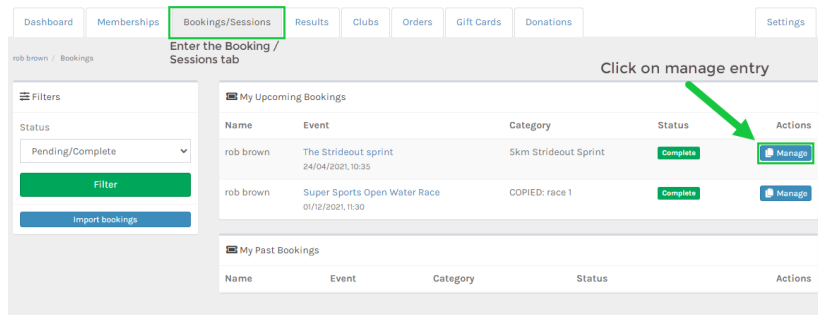 Dashboard Memberships Bookings/Sessions Results Clubs Orders Gift Cards Donations Settings
Enter the Booking /
Sessions tab
rob brown / Bookings
Click on manage entry
Filters
Status
Pending/Complete
Filter
Import bookings
My Upcoming Bookings
Name Event Category Status Actions
rob brown The Strideout sprint 5km Strideout Sprint Complete Manage
24/04/2021, 10:35
rob brown Super Sports Open Water Race COPIED: race 1 Complete Manage
01/12/2021, 11:30
My Past Bookings
Name Event Category Status Actions